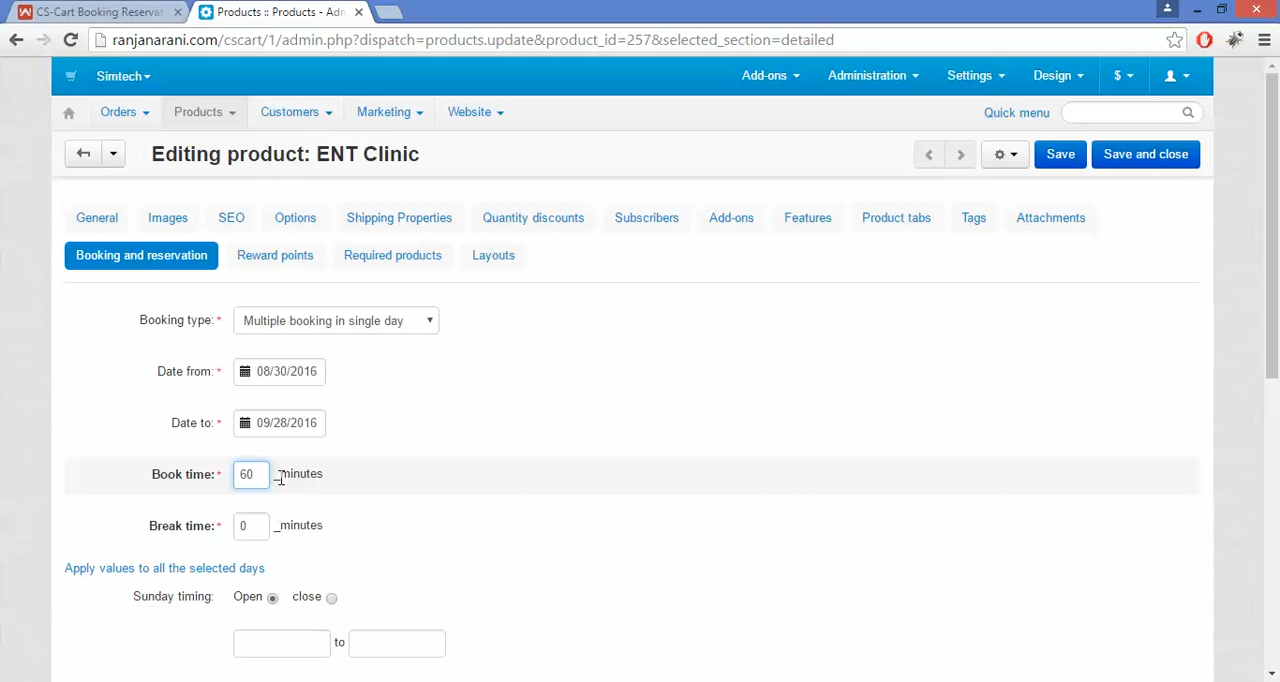 CS-Cart Booking Reserva
Products :: Products - Adm
ranjanarani.com/cscart/1/admin.php?dispatch=products.update&product_id=257&selected_section=detailed
Simtech
Add-ons
Administration
Settings
Design
$
Orders
Products
Customers
Marketing
Website
Quick menu
Editing product: ENT Clinic
Save
Save and close
General
Images
SEO
Options
Shipping Properties
Quantity discounts
Subscribers
Add-ons
Features
Product tabs
Tags
Attachments
Booking and reservation
Reward points
Required products
Layouts
Booking type: * Multiple booking in single day
Date from: * 08/30/2016
Date to: * 09/28/2016
Book time: * 60 _minutes
Break time: * 0 _minutes
Apply values to all the selected days
Sunday timing: Open close
to